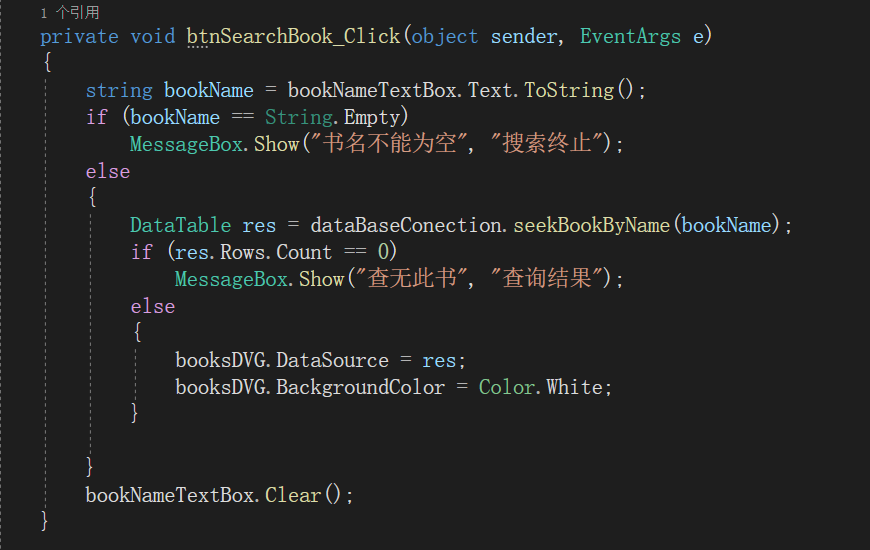 1 个引用
private void btnSearchBook_Click(object sender, EventArgs e)
{
string bookName = bookNameTextBox.Text.ToString();
if (bookName == String.Empty)
MessageBox.Show("书名不能为空", "搜索终止");
else
{
DataTable res = dataBaseConection.seekBookByName(bookName);
if (res.Rows.Count == 0)
MessageBox.Show("查无此书", "查询结果");
else
{
booksDVG.DataSource = res;
booksDVG.BackgroundColor = Color.White;
}
}
bookNameTextBox.Clear();
}